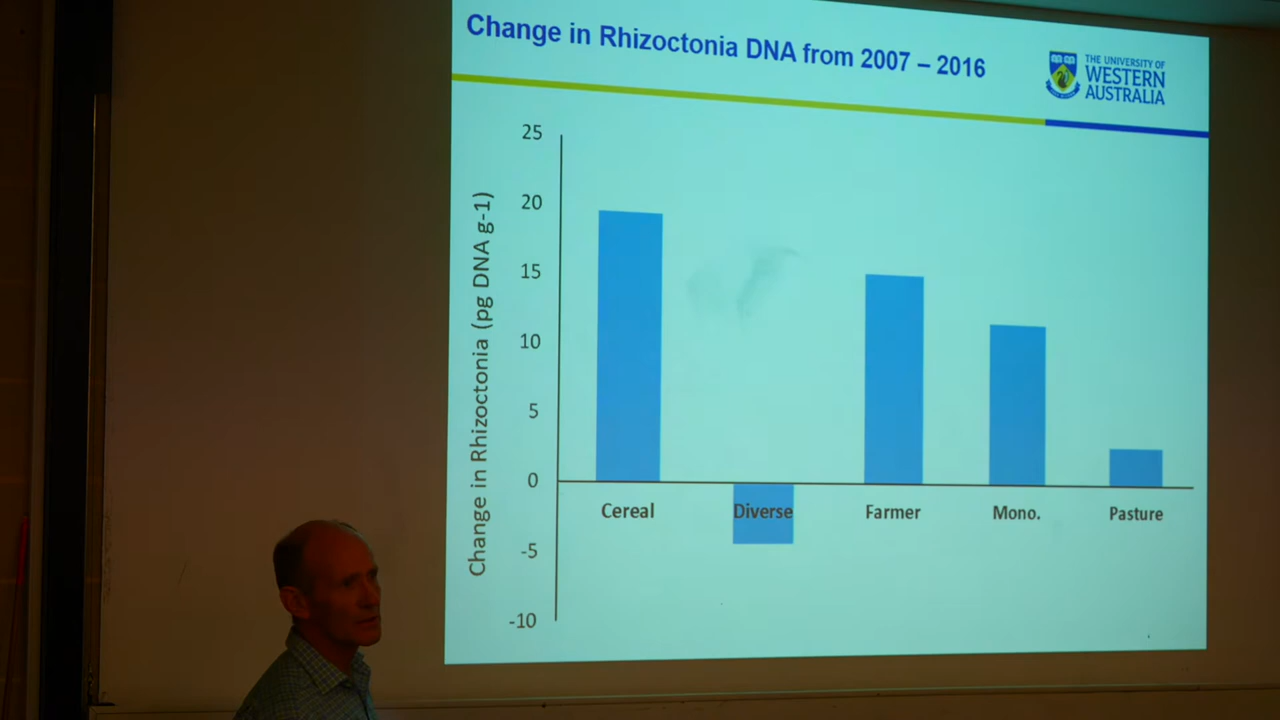 Change in Rhizoctonia DNA from 2007 – 2016
THE UNIVERSITY OF
WESTERN
AUSTRALIA
Change in Rhizoctonia (pg DNA g-1)
25
20
15
10
5
0
-5
-10
Cereal
Diverse
Farmer
Mono.
Pasture